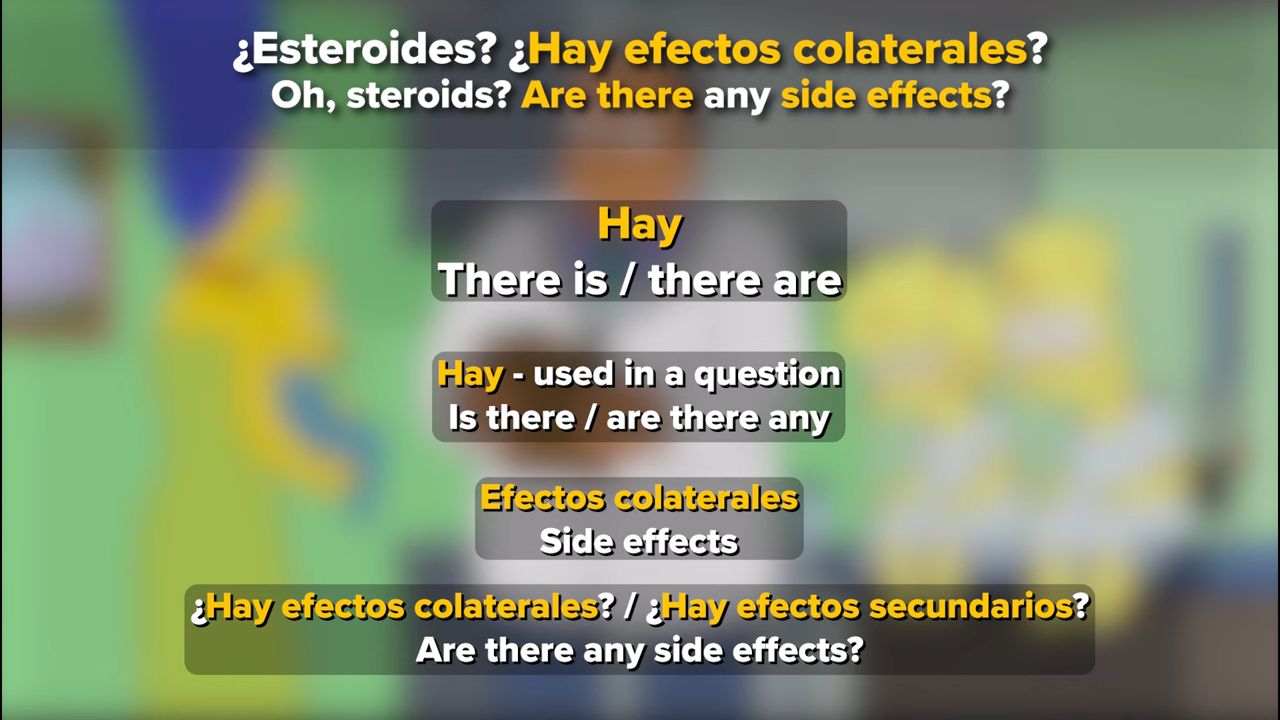 ¿Esteroides? ¿Hay efectos colaterales?
Oh, steroids? Are there any side effects?
Hay
There is / there are
Hay - used in a question
Is there / are there any
Efectos colaterales
Side effects
¿Hay efectos colaterales? / ¿Hay efectos secundarios?
Are there any side effects?